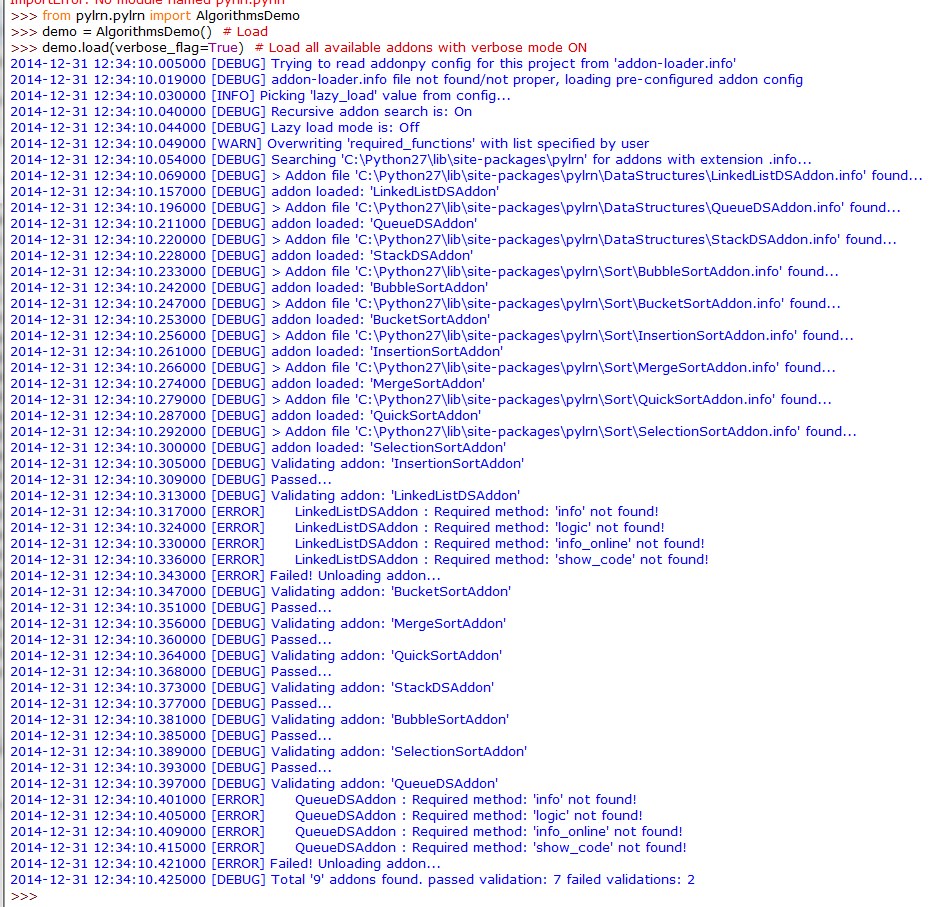 ImportError: No module named pylrn.pylrn
>>> from pylrn.pylrn import AlgorithmsDemo
>>> demo = AlgorithmsDemo()  # Load
>>> demo.load(verbose_flag=True)  # Load all available addons with verbose mode ON
2014-12-31 12:34:10.005000 [DEBUG] Trying to read addonpy config for this project from 'addon-loader.info'
2014-12-31 12:34:10.019000 [DEBUG] addon-loader.info file not found/not proper, loading pre-configured addon config
2014-12-31 12:34:10.030000 [INFO] Picking 'lazy_load' value from config...
2014-12-31 12:34:10.040000 [DEBUG] Recursive addon search is: On
2014-12-31 12:34:10.044000 [DEBUG] Lazy load mode is: Off
2014-12-31 12:34:10.049000 [WARN] Overwriting 'required_functions' with list specified by user
2014-12-31 12:34:10.054000 [DEBUG] Searching 'C:\Python27\lib\site-packages\pylrn' for addons with extension .info...
2014-12-31 12:34:10.069000 [DEBUG] > Addon file 'C:\Python27\lib\site-packages\pylrn\DataStructures\LinkedListDSAddon.info' found...
2014-12-31 12:34:10.157000 [DEBUG] addon loaded: 'LinkedListDSAddon'
2014-12-31 12:34:10.196000 [DEBUG] > Addon file 'C:\Python27\lib\site-packages\pylrn\DataStructures\QueueDSAddon.info' found...
2014-12-31 12:34:10.211000 [DEBUG] addon loaded: 'QueueDSAddon'
2014-12-31 12:34:10.220000 [DEBUG] > Addon file 'C:\Python27\lib\site-packages\pylrn\DataStructures\StackDSAddon.info' found...
2014-12-31 12:34:10.228000 [DEBUG] addon loaded: 'StackDSAddon'
2014-12-31 12:34:10.233000 [DEBUG] > Addon file 'C:\Python27\lib\site-packages\pylrn\Sort\BubbleSortAddon.info' found...
2014-12-31 12:34:10.242000 [DEBUG] addon loaded: 'BubbleSortAddon'
2014-12-31 12:34:10.247000 [DEBUG] > Addon file 'C:\Python27\lib\site-packages\pylrn\Sort\BucketSortAddon.info' found...
2014-12-31 12:34:10.253000 [DEBUG] addon loaded: 'BucketSortAddon'
2014-12-31 12:34:10.256000 [DEBUG] > Addon file 'C:\Python27\lib\site-packages\pylrn\Sort\InsertionSortAddon.info' found...
2014-12-31 12:34:10.261000 [DEBUG] addon loaded: 'InsertionSortAddon'
2014-12-31 12:34:10.266000 [DEBUG] > Addon file 'C:\Python27\lib\site-packages\pylrn\Sort\MergeSortAddon.info' found...
2014-12-31 12:34:10.274000 [DEBUG] addon loaded: 'MergeSortAddon'
2014-12-31 12:34:10.279000 [DEBUG] > Addon file 'C:\Python27\lib\site-packages\pylrn\Sort\QuickSortAddon.info' found...
2014-12-31 12:34:10.287000 [DEBUG] addon loaded: 'QuickSortAddon'
2014-12-31 12:34:10.292000 [DEBUG] > Addon file 'C:\Python27\lib\site-packages\pylrn\Sort\SelectionSortAddon.info' found...
2014-12-31 12:34:10.300000 [DEBUG] addon loaded: 'SelectionSortAddon'
2014-12-31 12:34:10.305000 [DEBUG] Validating addon: 'InsertionSortAddon'
2014-12-31 12:34:10.309000 [DEBUG] Passed...
2014-12-31 12:34:10.313000 [DEBUG] Validating addon: 'LinkedListDSAddon'
2014-12-31 12:34:10.317000 [ERROR]     LinkedListDSAddon : Required method: 'info' not found!
2014-12-31 12:34:10.324000 [ERROR]     LinkedListDSAddon : Required method: 'logic' not found!
2014-12-31 12:34:10.330000 [ERROR]     LinkedListDSAddon : Required method: 'info_online' not found!
2014-12-31 12:34:10.336000 [ERROR]     LinkedListDSAddon : Required method: 'show_code' not found!
2014-12-31 12:34:10.343000 [ERROR] Failed! Unloading addon...
2014-12-31 12:34:10.347000 [DEBUG] Validating addon: 'BucketSortAddon'
2014-12-31 12:34:10.351000 [DEBUG] Passed...
2014-12-31 12:34:10.356000 [DEBUG] Validating addon: 'MergeSortAddon'
2014-12-31 12:34:10.360000 [DEBUG] Passed...
2014-12-31 12:34:10.364000 [DEBUG] Validating addon: 'QuickSortAddon'
2014-12-31 12:34:10.368000 [DEBUG] Passed...
2014-12-31 12:34:10.373000 [DEBUG] Validating addon: 'StackDSAddon'
2014-12-31 12:34:10.377000 [DEBUG] Passed...
2014-12-31 12:34:10.381000 [DEBUG] Validating addon: 'BubbleSortAddon'
2014-12-31 12:34:10.385000 [DEBUG] Passed...
2014-12-31 12:34:10.389000 [DEBUG] Validating addon: 'SelectionSortAddon'
2014-12-31 12:34:10.393000 [DEBUG] Passed...
2014-12-31 12:34:10.397000 [DEBUG] Validating addon: 'QueueDSAddon'
2014-12-31 12:34:10.401000 [ERROR]     QueueDSAddon : Required method: 'info' not found!
2014-12-31 12:34:10.405000 [ERROR]     QueueDSAddon : Required method: 'logic' not found!
2014-12-31 12:34:10.409000 [ERROR]     QueueDSAddon : Required method: 'info_online' not found!
2014-12-31 12:34:10.415000 [ERROR]     QueueDSAddon : Required method: 'show_code' not found!
2014-12-31 12:34:10.421000 [ERROR] Failed! Unloading addon...
2014-12-31 12:34:10.425000 [DEBUG] Total '9' addons found. passed validation: 7 failed validations: 2
>>>